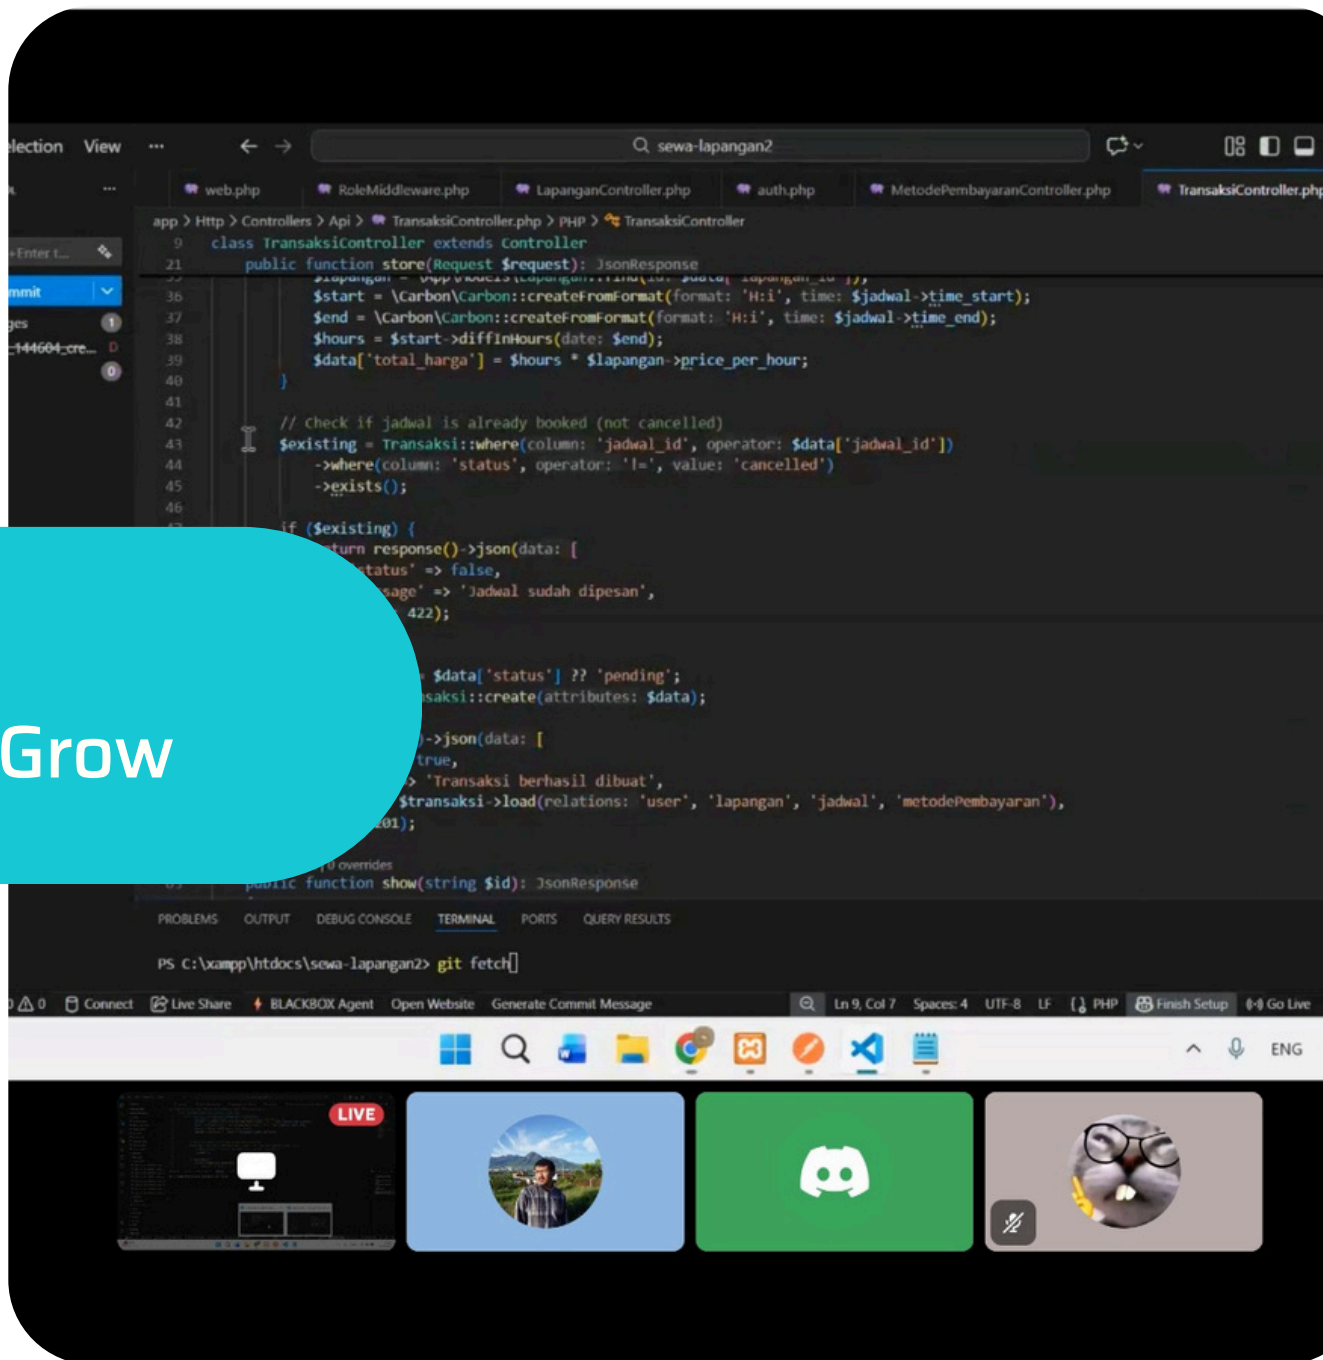 election View ... sewa-lapangan2
web.php RoleMiddleware.php LapanganController.php auth.php MetodePembayaranController.php TransaksiController.php
app > Http > Controllers > Api > TransaksiController.php > PHP > TransaksiController
+Enter t...
9 class TransaksiController extends Controller
21 public function store(Request $request): JsonResponse
mmit
36 $start = \Carbon\Carbon::createFromFormat(format: 'H:i', time: $jadwal->time_start);
ges 1
37 $end = \Carbon\Carbon::createFromFormat(format: 'H:i', time: $jadwal->time_end);
_144604_cre... D
38 $hours = $start->diffInHours(date: $end);
0
39 $data['total_harga'] = $hours * $lapangan->price_per_hour;
40 }
41
42 // Check if jadwal is already booked (not cancelled)
43 $existing = Transaksi::where(column: 'jadwal_id', operator: $data['jadwal_id'])
44 ->where(column: 'status', operator: '!=', value: 'cancelled')
45 ->exists();
46
if ($existing) {
turn response()->json(data: [
status' => false,
sage' => 'Jadwal sudah dipesan',
422);
= $data['status'] ?? 'pending';
saksi::create(attributes: $data);
Grow
)->json(data: [
true,
> 'Transaksi berhasil dibuat',
$transaksi->load(relations: 'user', 'lapangan', 'jadwal', 'metodePembayaran'),
201);
0 overrides
public function show(string $id): JsonResponse
PROBLEMS OUTPUT DEBUG CONSOLE TERMINAL PORTS QUERY RESULTS
PS C:\xampp\htdocs\sewa-lapangan2> git fetch
0 Connect Live Share BLACKBOX Agent Open Website Generate Commit Message Ln 9, Col 7 Spaces: 4 UTF-8 LF { } PHP Finish Setup Go Live
ENG
LIVE